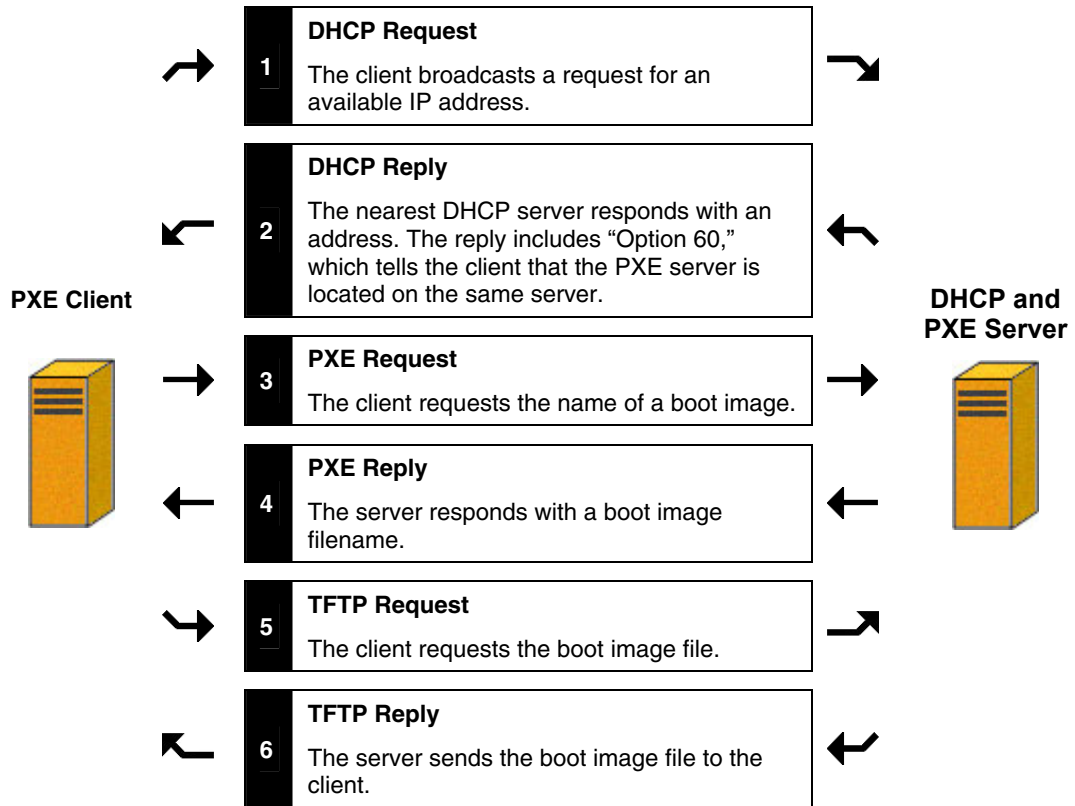 1
DHCP Request
The client broadcasts a request for an
available IP address.
2
DHCP Reply
The nearest DHCP server responds with an
address. The reply includes “Option 60,”
which tells the client that the PXE server is
located on the same server.
PXE Client
DHCP and
PXE Server
3
PXE Request
The client requests the name of a boot image.
4
PXE Reply
The server responds with a boot image
filename.
5
TFTP Request
The client requests the boot image file.
6
TFTP Reply
The server sends the boot image file to the
client.